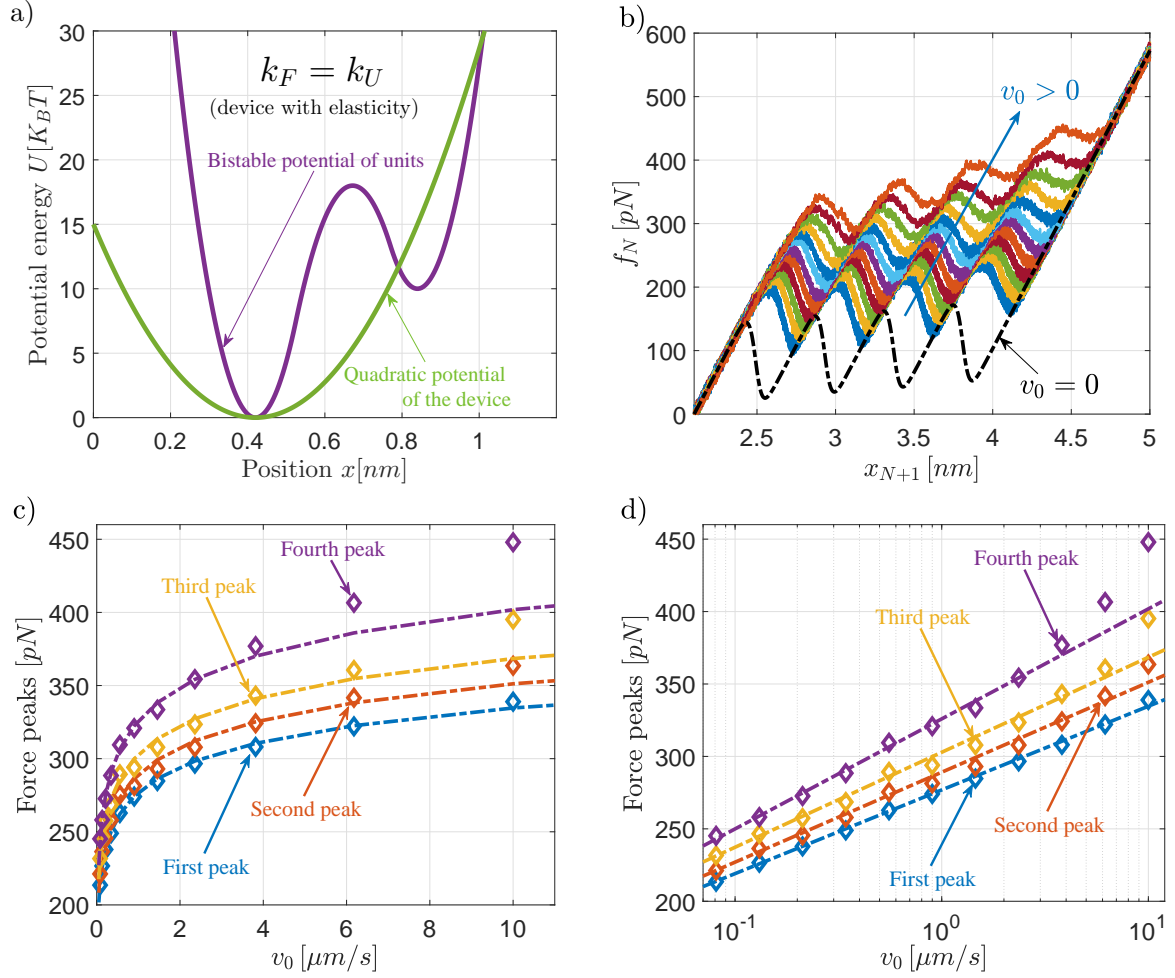 a)
30
25
20
15
10
5
0
Potential energy U[K_BT]
k_F = k_U
(device with elasticity)
Bistable potential of units
Quadratic potential
of the device
0
0.2
0.4
0.6
0.8
1
Position x[nm]
b)
600
500
400
300
200
100
0
f_N [pN]
v_0 > 0
v_0 = 0
2.5
3
3.5
4
4.5
5
x_{N+1} [nm]
c)
450
400
350
300
250
200
Force peaks [pN]
Fourth peak
Third peak
Second peak
First peak
0
2
4
6
8
10
v_0 [μm/s]
d)
450
400
350
300
250
200
Force peaks [pN]
Fourth peak
Third peak
Second peak
First peak
10^{-1}
10^0
10^1
v_0 [μm/s]